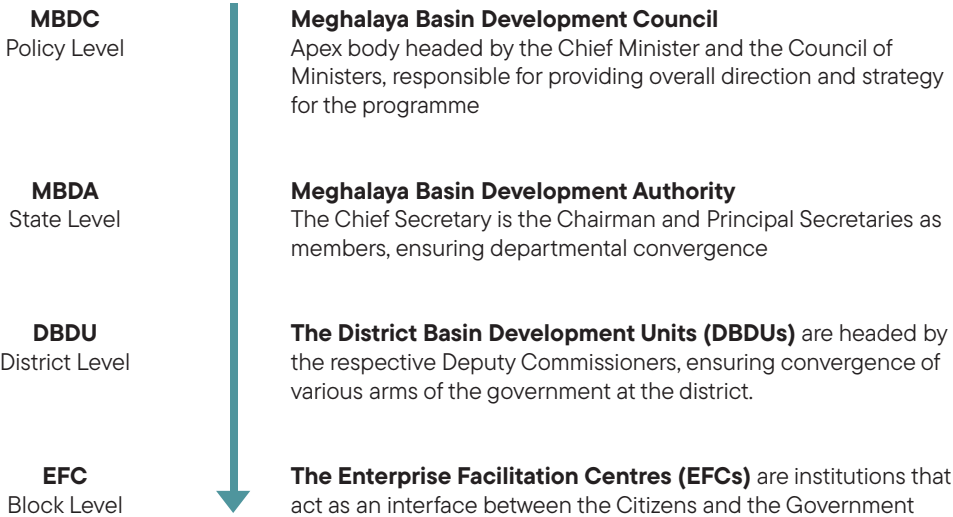 MBDC
Policy Level
Meghalaya Basin Development Council
Apex body headed by the Chief Minister and the Council of
Ministers, responsible for providing overall direction and strategy
for the programme
MBDA
State Level
Meghalaya Basin Development Authority
The Chief Secretary is the Chairman and Principal Secretaries as
members, ensuring departmental convergence
DBDU
District Level
The District Basin Development Units (DBDUs) are headed by
the respective Deputy Commissioners, ensuring convergence of
various arms of the government at the district.
EFC
Block Level
The Enterprise Facilitation Centres (EFCs) are institutions that
act as an interface between the Citizens and the Government